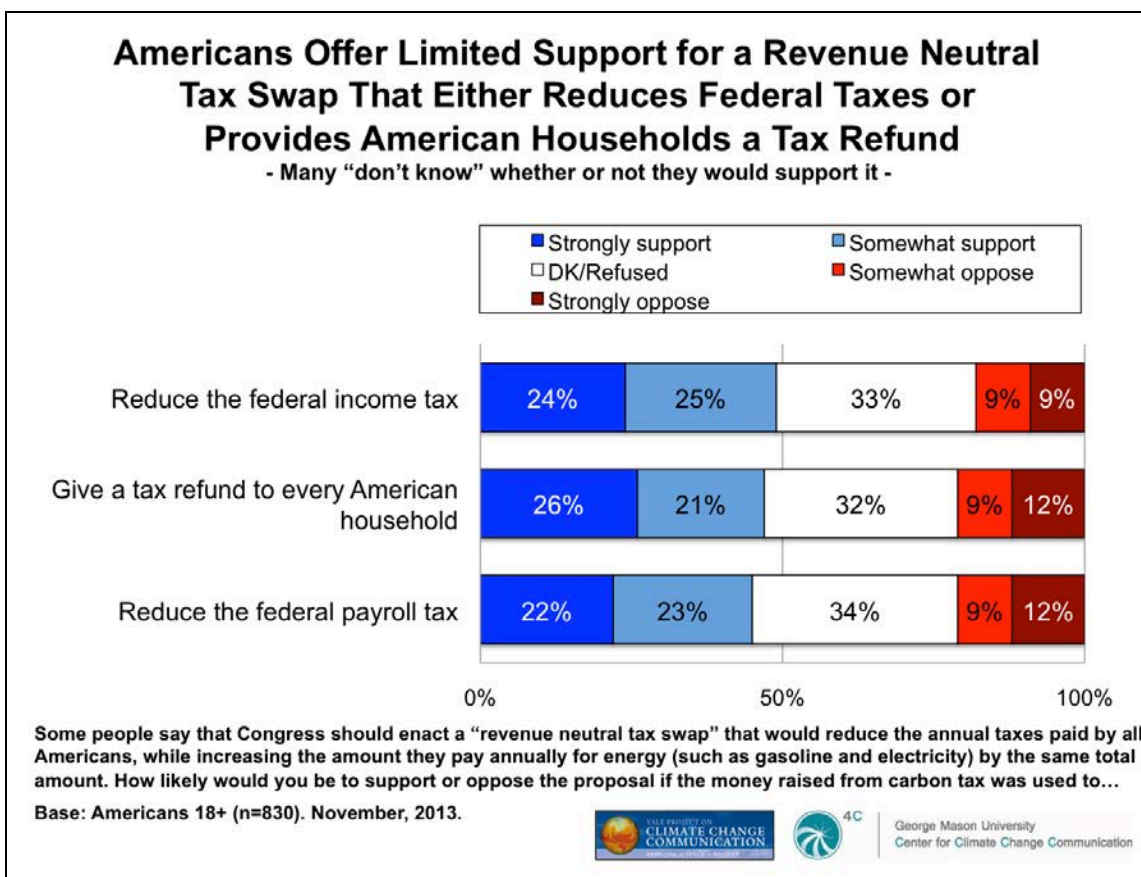 Americans Offer Limited Support for a Revenue Neutral
Tax Swap That Either Reduces Federal Taxes or
Provides American Households a Tax Refund
- Many “don’t know” whether or not they would support it -
Strongly support Somewhat support
DK/Refused Somewhat oppose
Strongly oppose
Reduce the federal income tax 24% 25% 33% 9% 9%
Give a tax refund to every American
household 26% 21% 32% 9% 12%
Reduce the federal payroll tax 22% 23% 34% 9% 12%
0% 50% 100%
Some people say that Congress should enact a “revenue neutral tax swap” that would reduce the annual taxes paid by all
Americans, while increasing the amount they pay annually for energy (such as gasoline and electricity) by the same total
amount. How likely would you be to support or oppose the proposal if the money raised from carbon tax was used to…
Base: Americans 18+ (n=830). November, 2013.
YALE PROJECT ON
CLIMATE CHANGE
COMMUNICATION
4C
George Mason University
Center for Climate Change Communication